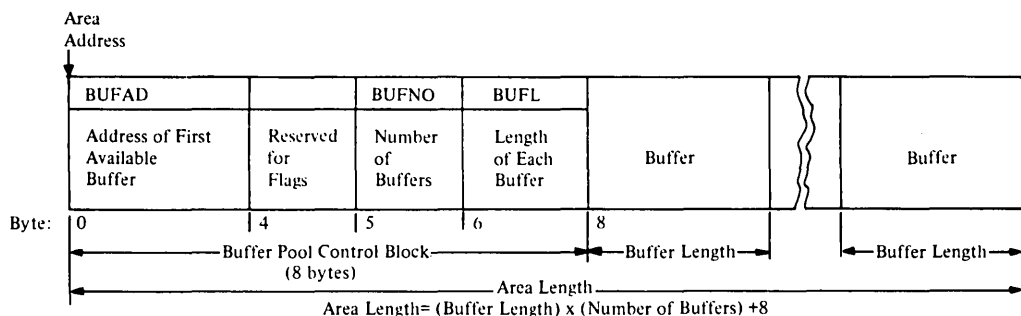 Area
Address
BUFAD
BUFNO
BUFL
Address of First
Available
Buffer
Reserved
for
Flags
Number
of
Buffers
Length
of Each
Buffer
Buffer
Buffer
Byte: 0 4 5 6 8
Buffer Pool Control Block
(8 bytes)
Buffer Length
Buffer Length
Area Length
Area Length= (Buffer Length) x (Number of Buffers) +8